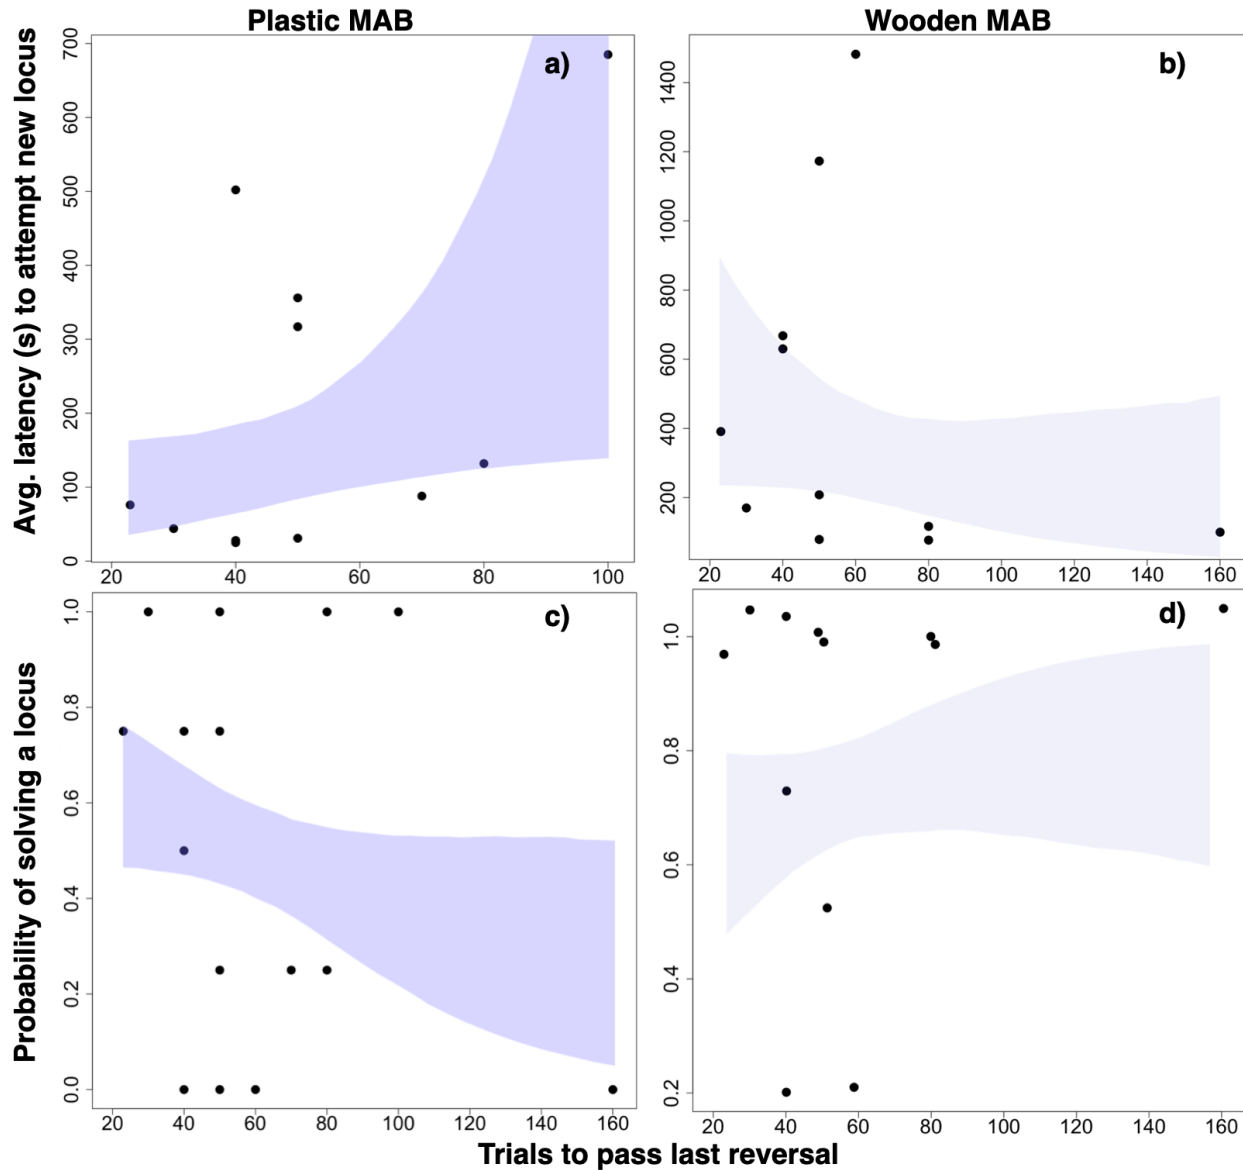 Plastic MAB
Wooden MAB
Avg. latency (s) to attempt new locus
a)
700
600
500
400
300
200
100
0
20 40 60 80 100
b)
1400
1200
1000
800
600
400
200
20 40 60 80 100 120 140 160
Probability of solving a locus
c)
1.0
0.8
0.6
0.4
0.2
0.0
20 40 60 80 100 120 140 160
d)
1.0
0.8
0.6
0.4
0.2
20 40 60 80 100 120 140 160
Trials to pass last reversal